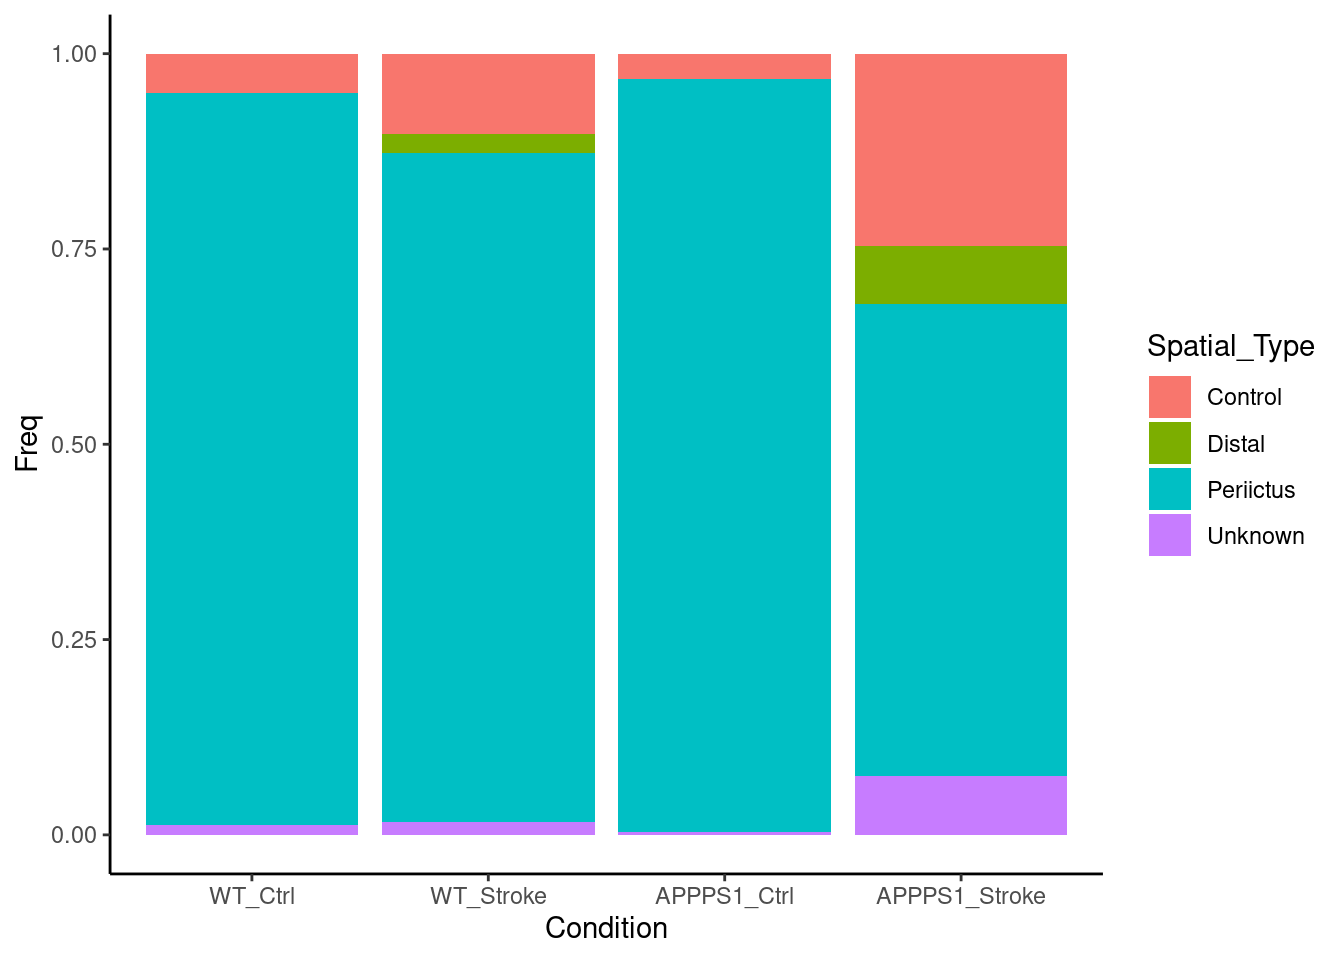 1.00
0.75
0.50
0.25
0.00
Freq
WT_Ctrl
WT_Stroke
APPPS1_Ctrl
APPPS1_Stroke
Condition
Spatial_Type
Control
Distal
Periictus
Unknown